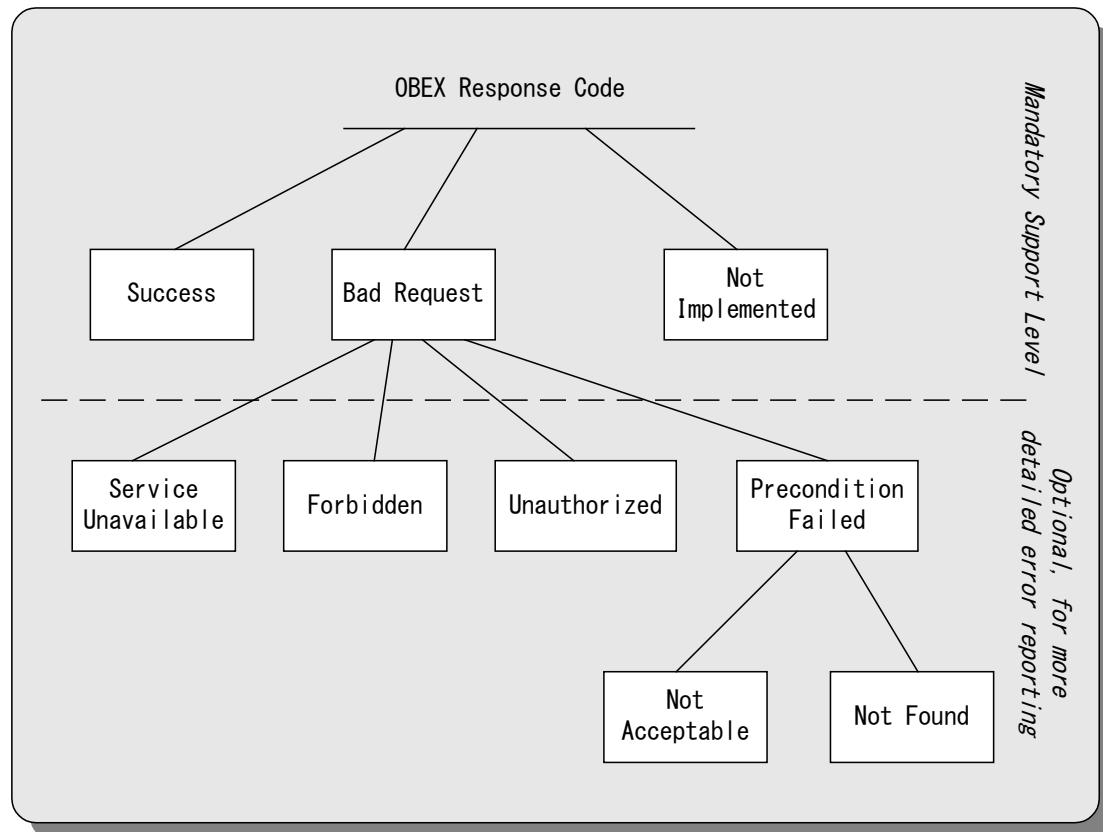 OBEX Response Code
Mandatory Support Level
Success
Bad Request
Not
Implemented
Optional, for more
detailed error reporting
Service
Unavailable
Forbidden
Unauthorized
Precondition
Failed
Not
Acceptable
Not Found